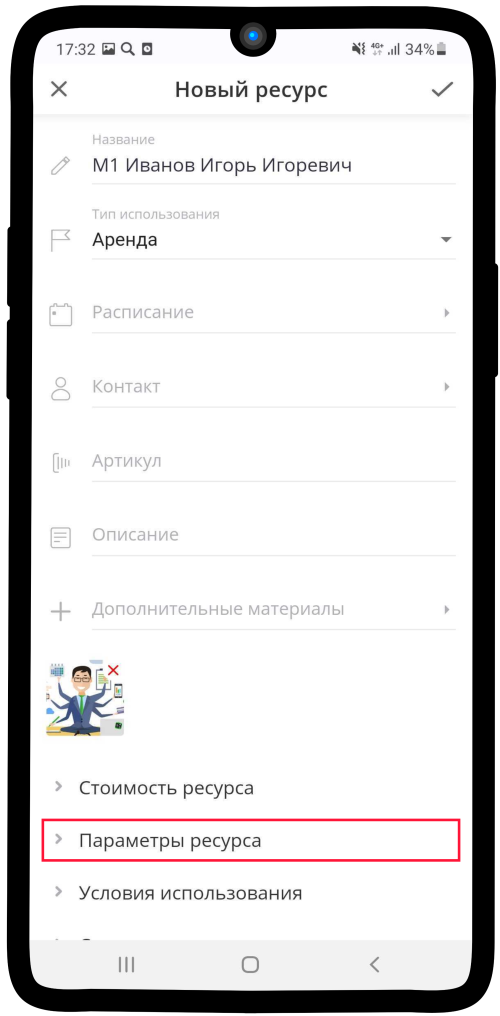 17:32 4G+ 34%
Новый ресурс
Название
М1 Иванов Игорь Игоревич
Тип использования
Аренда
Расписание
Контакт
Артикул
Описание
Дополнительные материалы
Стоимость ресурса
Параметры ресурса
Условия использования